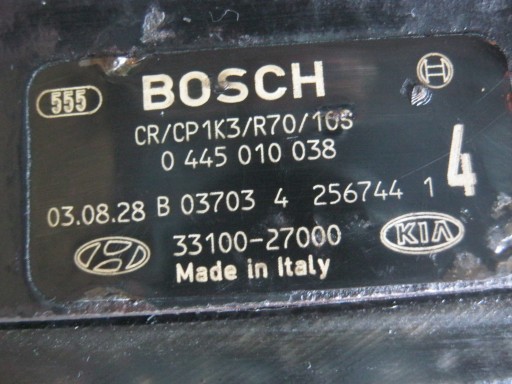 555 BOSCH
CR/CP1K3/R70/10S
0 445 010 038
4
03.08.28 B 03703 4 256744 1
33100-27000 KIA
Made in Italy